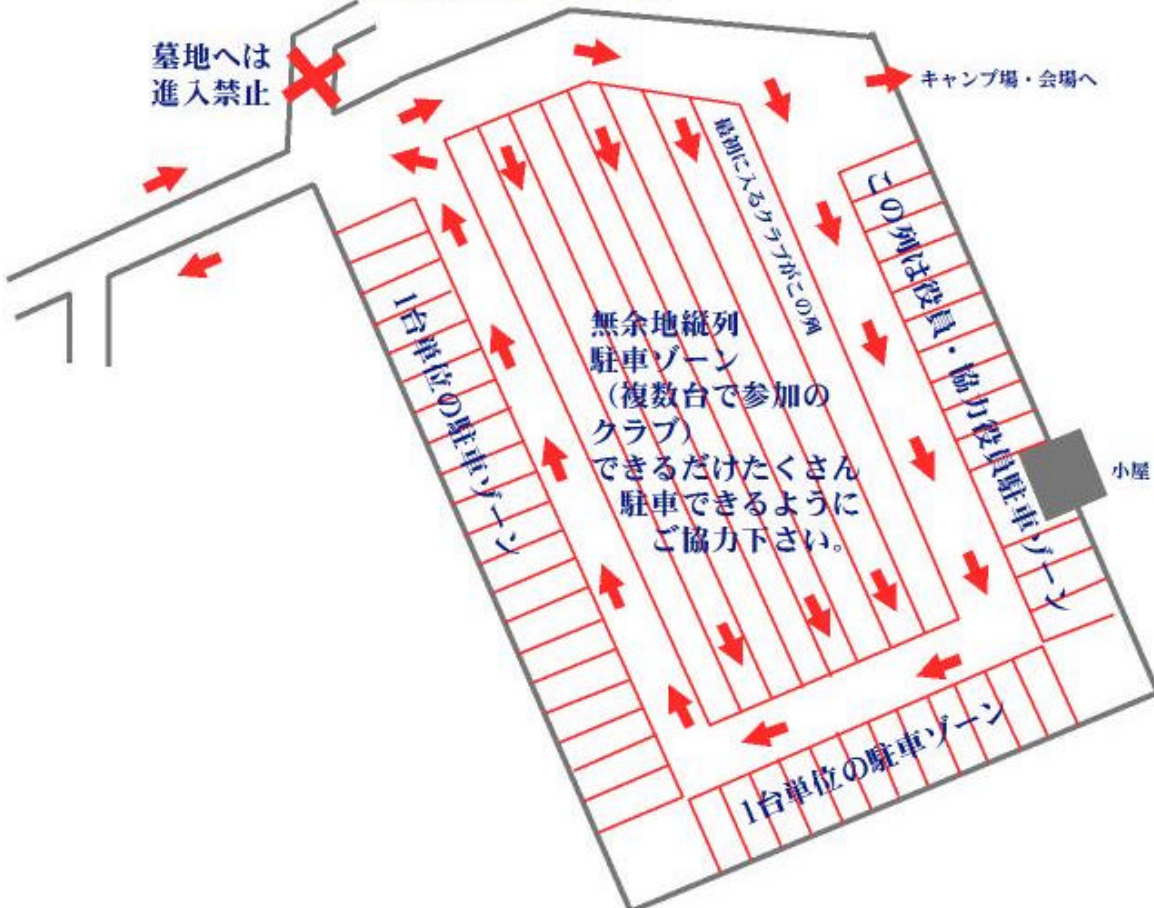 墓地へは
進入禁止
キャンプ場・会場へ
最初に入るクラブがこの列
この列は役員・協力役員駐車ゾーン
1台単位の駐車ゾーン
無余地縦列
駐車ゾーン
（複数台で参加の
クラブ）
できるだけたくさん
駐車できるように
ご協力下さい。
小屋
1台単位の駐車ゾーン